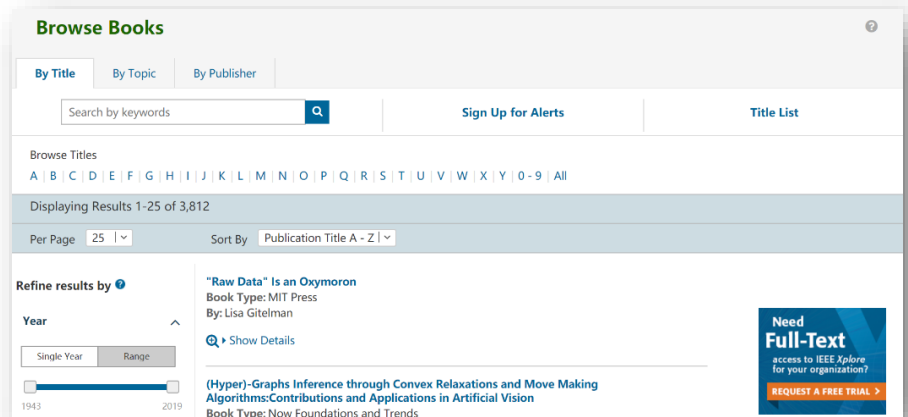 Browse Books
?
By Title
By Topic
By Publisher
Search by keywords
Sign Up for Alerts
Title List
Browse Titles
A | B | C | D | E | F | G | H | I | J | K | L | M | N | O | P | Q | R | S | T | U | V | W | X | Y | 0 - 9 | All
Displaying Results 1-25 of 3,812
Per Page 25
Sort By Publication Title A - Z
Refine results by ?
Year
Single Year
Range
1943
2019
"Raw Data" Is an Oxymoron
Book Type: MIT Press
By: Lisa Gitelman
Show Details
(Hyper)-Graphs Inference through Convex Relaxations and Move Making
Algorithms:Contributions and Applications in Artificial Vision
Book Type: Now Foundations and Trends
Need
Full-Text
access to IEEE Xplore
for your organization?
REQUEST A FREE TRIAL >